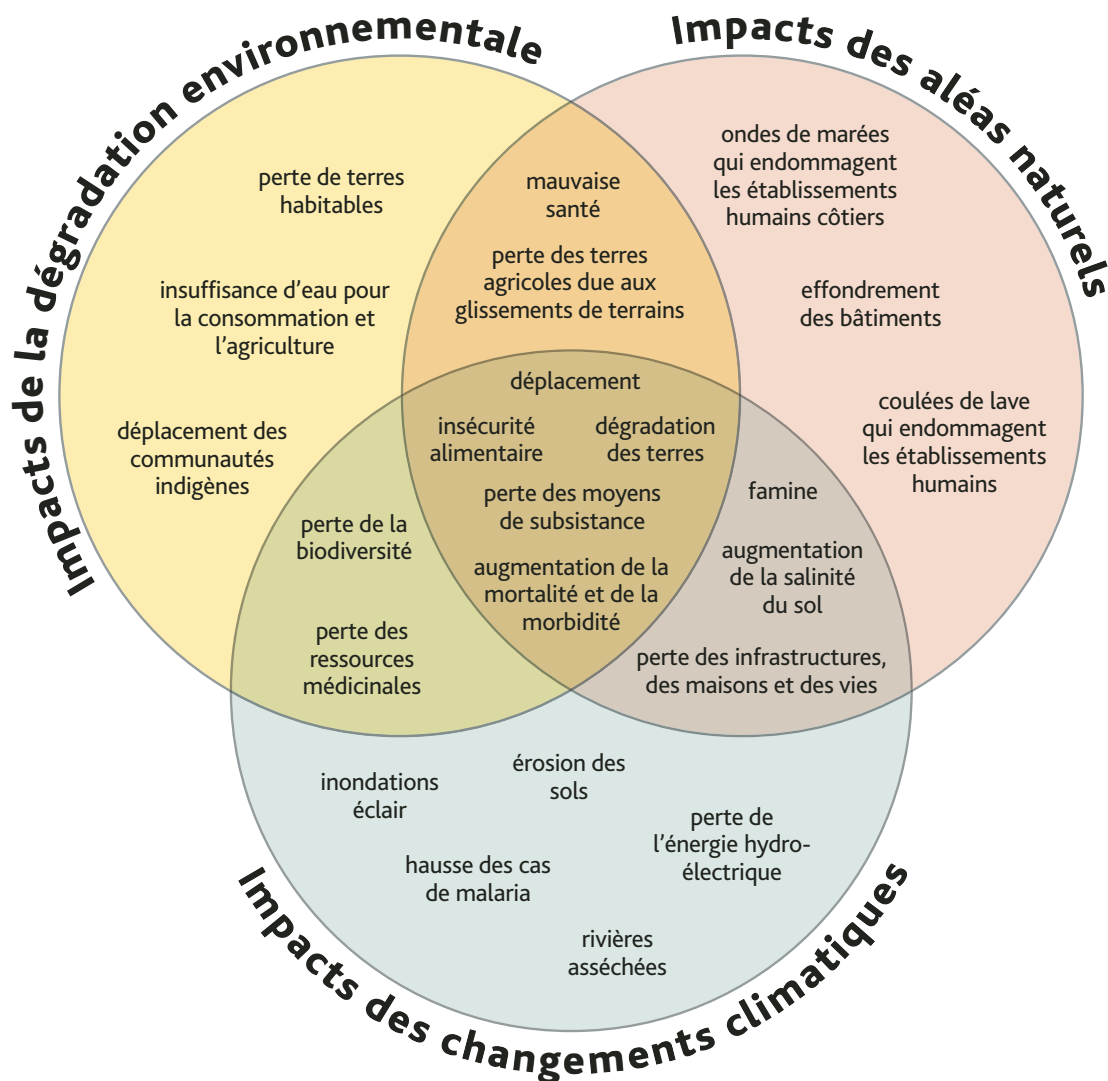 Impacts de la dégradation environnementale
Impacts des aléas naturels
perte de terres
habitables
insuffisance d'eau pour
la consommation et
l'agriculture
déplacement des
communautés
indigènes
mauvaise
santé
perte des terres
agricoles due aux
glissements de terrains
ondes de marées
qui endommagent
les établissements
humains côtiers
effondrement
des bâtiments
coulées de lave
qui endommagent
les établissements
humains
déplacement
insécurité
alimentaire
dégradation
des terres
perte des moyens
de subsistance
augmentation de la
mortalité et de la
morbidité
perte de la
biodiversité
perte des
ressources
médicinales
famine
augmentation
de la salinité
du sol
perte des infrastructures,
des maisons et des vies
inondations
éclair
érosion des
sols
perte de
l'énergie hydro-
électrique
hausse des cas
de malaria
rivières
asséchées
Impacts des changements climatiques